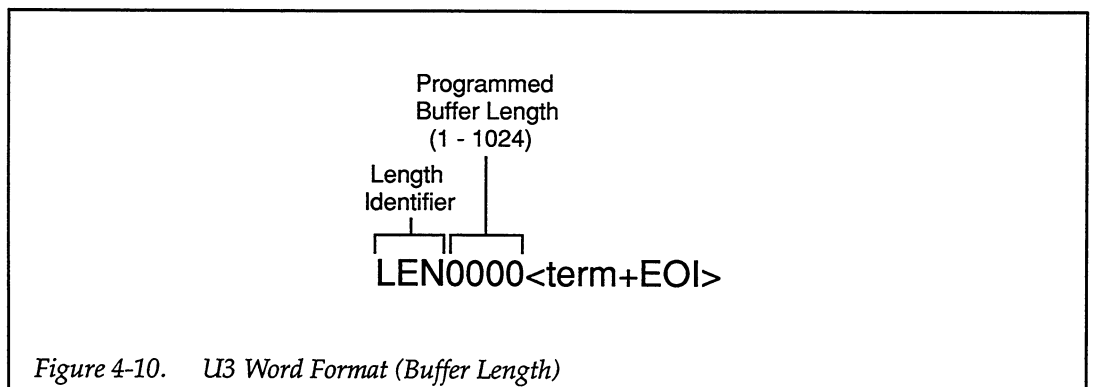 Programmed
Buffer Length
(1 - 1024)
Length
Identifier
LEN0000<term+EOI>
Figure 4-10. U3 Word Format (Buffer Length)